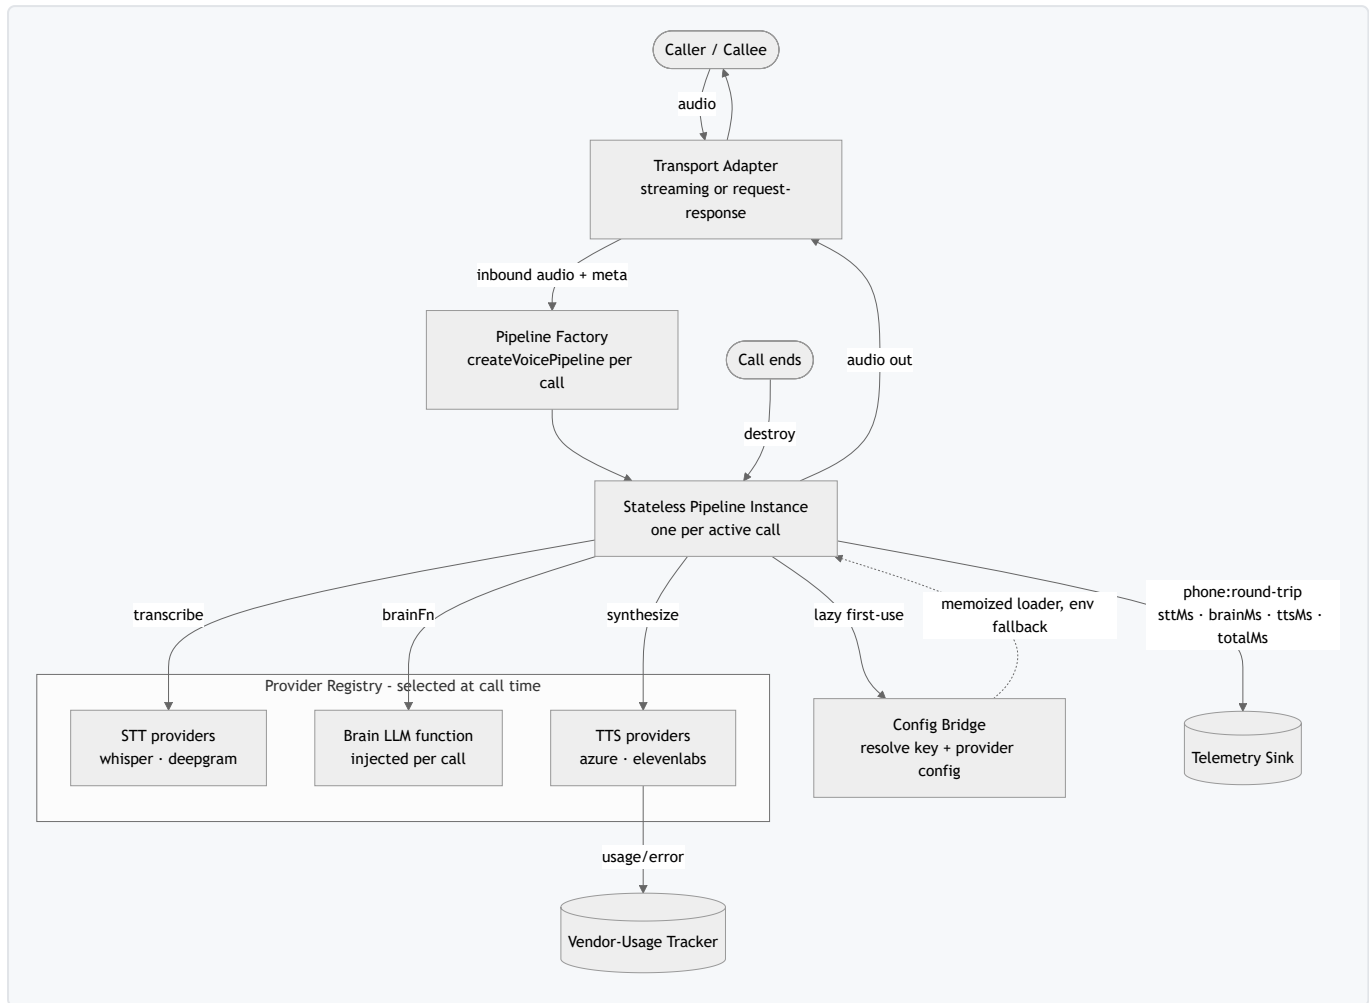 Caller / Callee
audio
Transport Adapter
streaming or request-
response
inbound audio + meta
Pipeline Factory
createVoicePipeline per
call
Call ends
audio out
destroy
Stateless Pipeline Instance
one per active call
transcribe
brainFn
synthesize
lazy first-use
memoized loader, env
fallback
phone:round-trip
sttMs · brainMs · ttsMs ·
totalMs
Provider Registry - selected at call time
STT providers
whisper · deepgram
Brain LLM function
injected per call
TTS providers
azure · elevenlabs
Config Bridge
resolve key + provider
config
Telemetry Sink
usage/error
Vendor-Usage Tracker